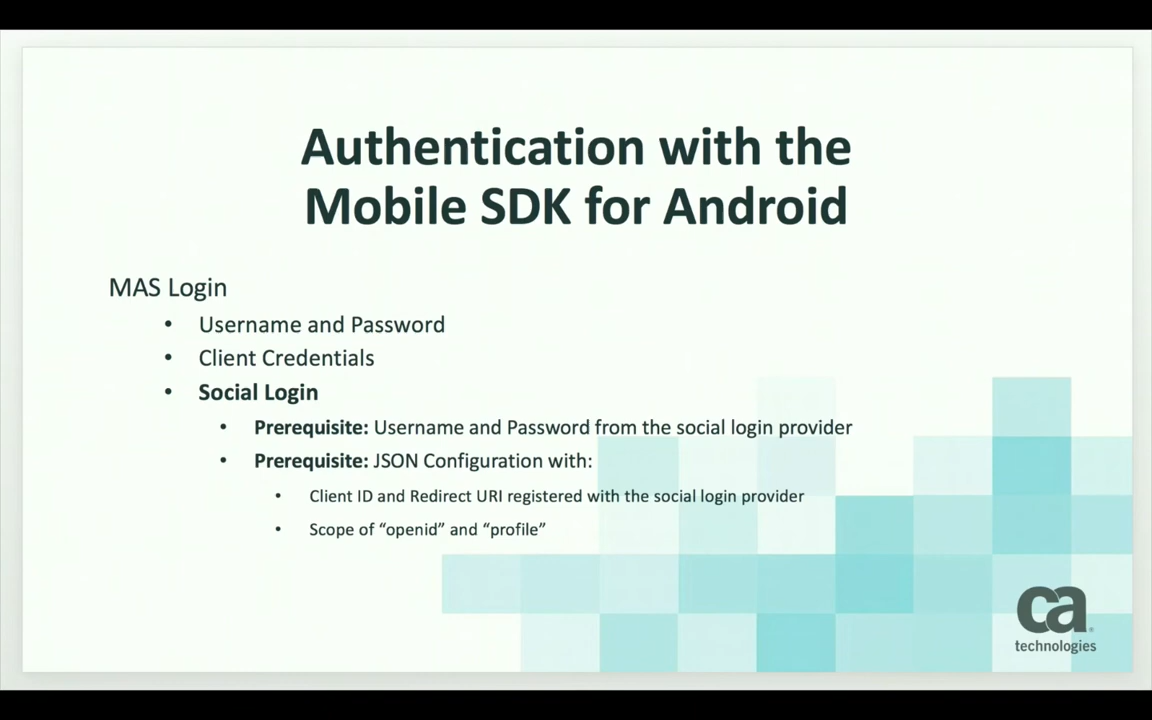 Authentication with the
Mobile SDK for Android
MAS Login
• Username and Password
• Client Credentials
• Social Login
• Prerequisite: Username and Password from the social login provider
• Prerequisite: JSON Configuration with:
• Client ID and Redirect URI registered with the social login provider
• Scope of “openid” and “profile”
ca
technologies